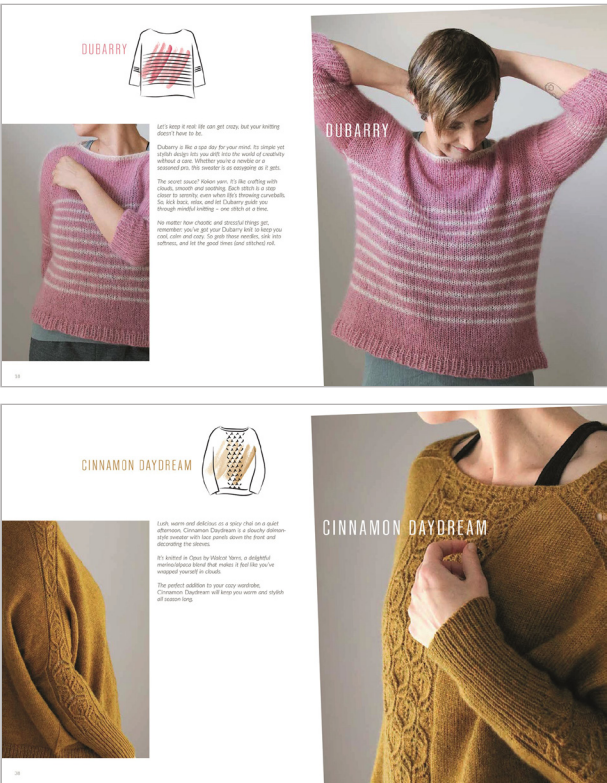 DUBARRY
Let's keep it real: life can get crazy, but your knitting
doesn't have to be.
Dubarry is like a spa day for your mind. Its simple yet
stylish design lets you drift into the world of creativity
without a care. Whether you're a newbie or a
seasoned pro, this sweater is as easygoing as it gets.
The secret sauce? Kokon yarn. It's like crafting with
clouds, smooth and soothing. Each stitch is a step
closer to serenity, even when life's throwing curveballs.
So, kick back, relax, and let Dubarry guide you
through mindful knitting – one stitch at a time.
No matter how chaotic and stressful things get,
remember: you've got your Dubarry knit to keep you
cool, calm and cozy. So grab those needles, sink into
softness, and let the good times (and stitches) roll.
DUBARRY
CINNAMON DAYDREAM
Lush, warm and delicious as a spicy chai on a quiet
afternoon, Cinnamon Daydream is a slouchy dolman-
style sweater with lace panels down the front and
decorating the sleeves.
It's knitted in Opus by Walcot Yarns, a delightful
merino/alpaca blend that makes it feel like you've
wrapped yourself in clouds.
The perfect addition to your cozy wardrobe,
Cinnamon Daydream will keep you warm and stylish
all season long.
CINNAMON DAYDREAM